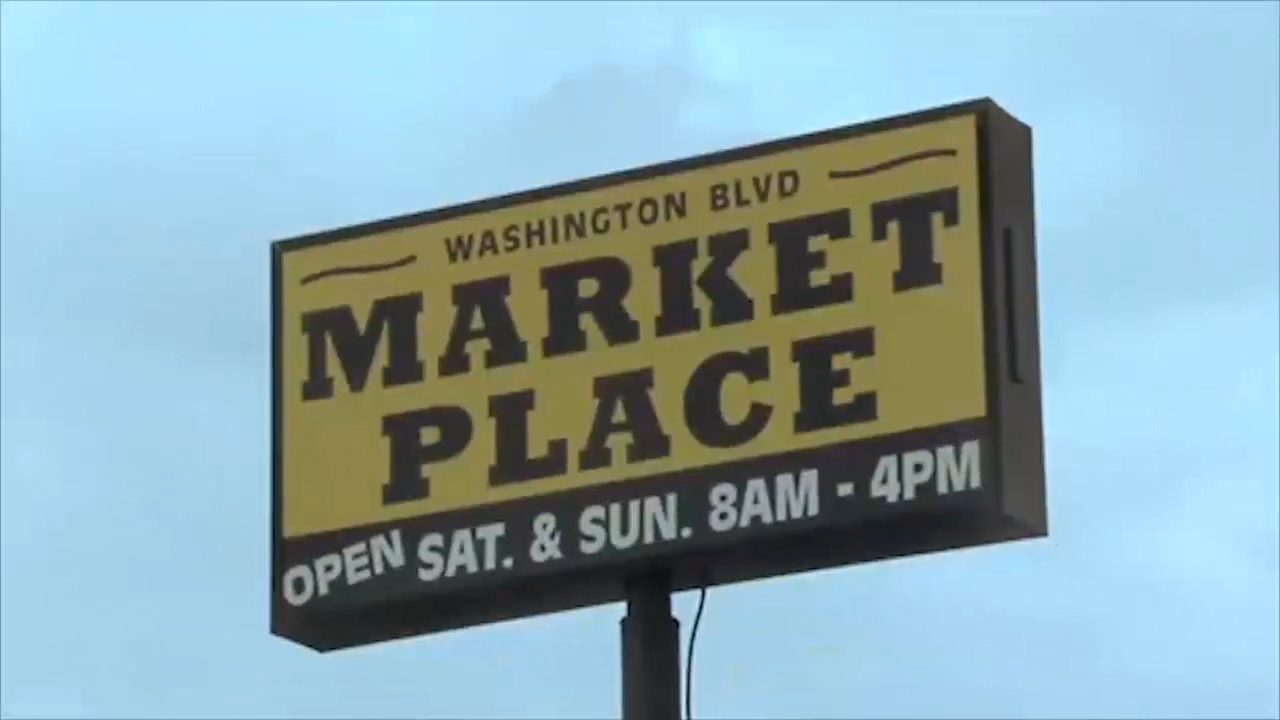 WASHINGTON BLVD
MARKET
PLACE
OPEN SAT. & SUN. 8AM - 4PM